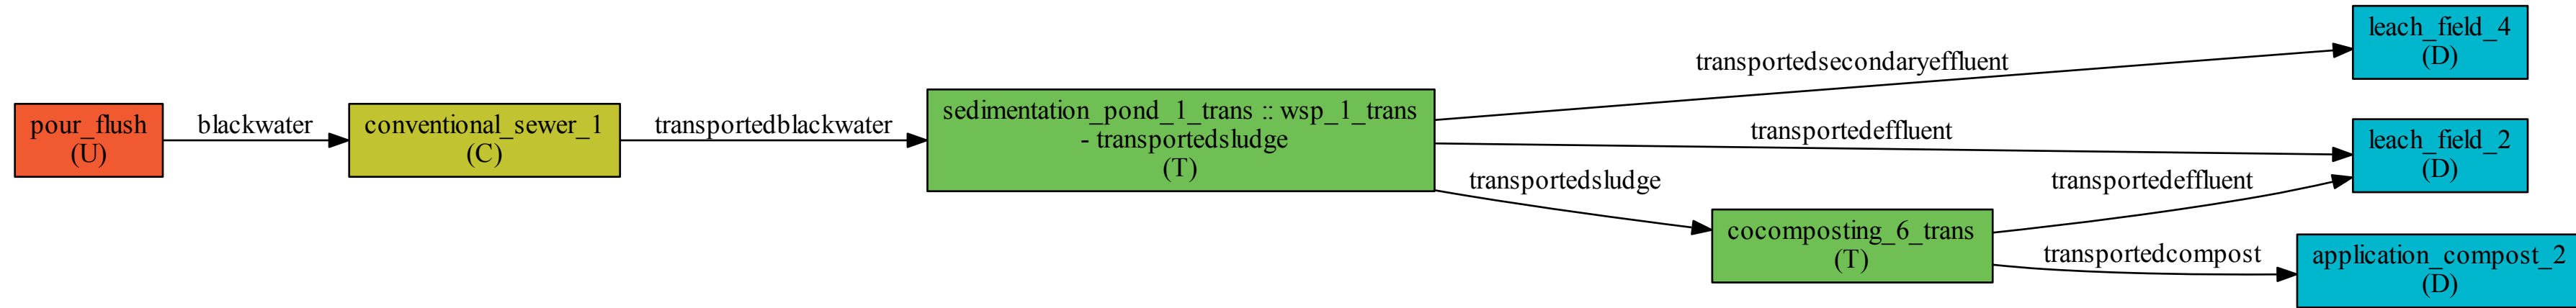 pour_flush
(U)
blackwater
conventional_sewer_1
(C)
transportedblackwater
sedimentation_pond_1_trans :: wsp_1_trans
- transportedsludge
(T)
transportedsecondaryeffluent
transportedeffluent
transportedsludge
cocomposting_6_trans
(T)
transportedeffluent
transportedcompost
leach_field_4
(D)
leach_field_2
(D)
application_compost_2
(D)